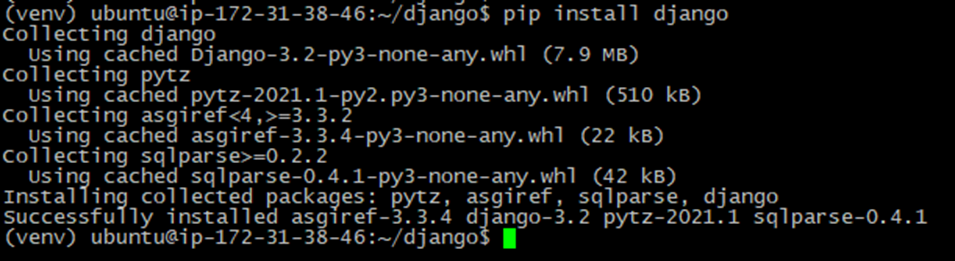 (venv) ubuntu@ip-172-31-38-46:~/django$ pip install django
Collecting django
  Using cached Django-3.2-py3-none-any.whl (7.9 MB)
Collecting pytz
  Using cached pytz-2021.1-py2.py3-none-any.whl (510 kB)
Collecting asgiref<4,>=3.3.2
  Using cached asgiref-3.3.4-py3-none-any.whl (22 kB)
Collecting sqlparse>=0.2.2
  Using cached sqlparse-0.4.1-py3-none-any.whl (42 kB)
Installing collected packages: pytz, asgiref, sqlparse, django
Successfully installed asgiref-3.3.4 django-3.2 pytz-2021.1 sqlparse-0.4.1
(venv) ubuntu@ip-172-31-38-46:~/django$